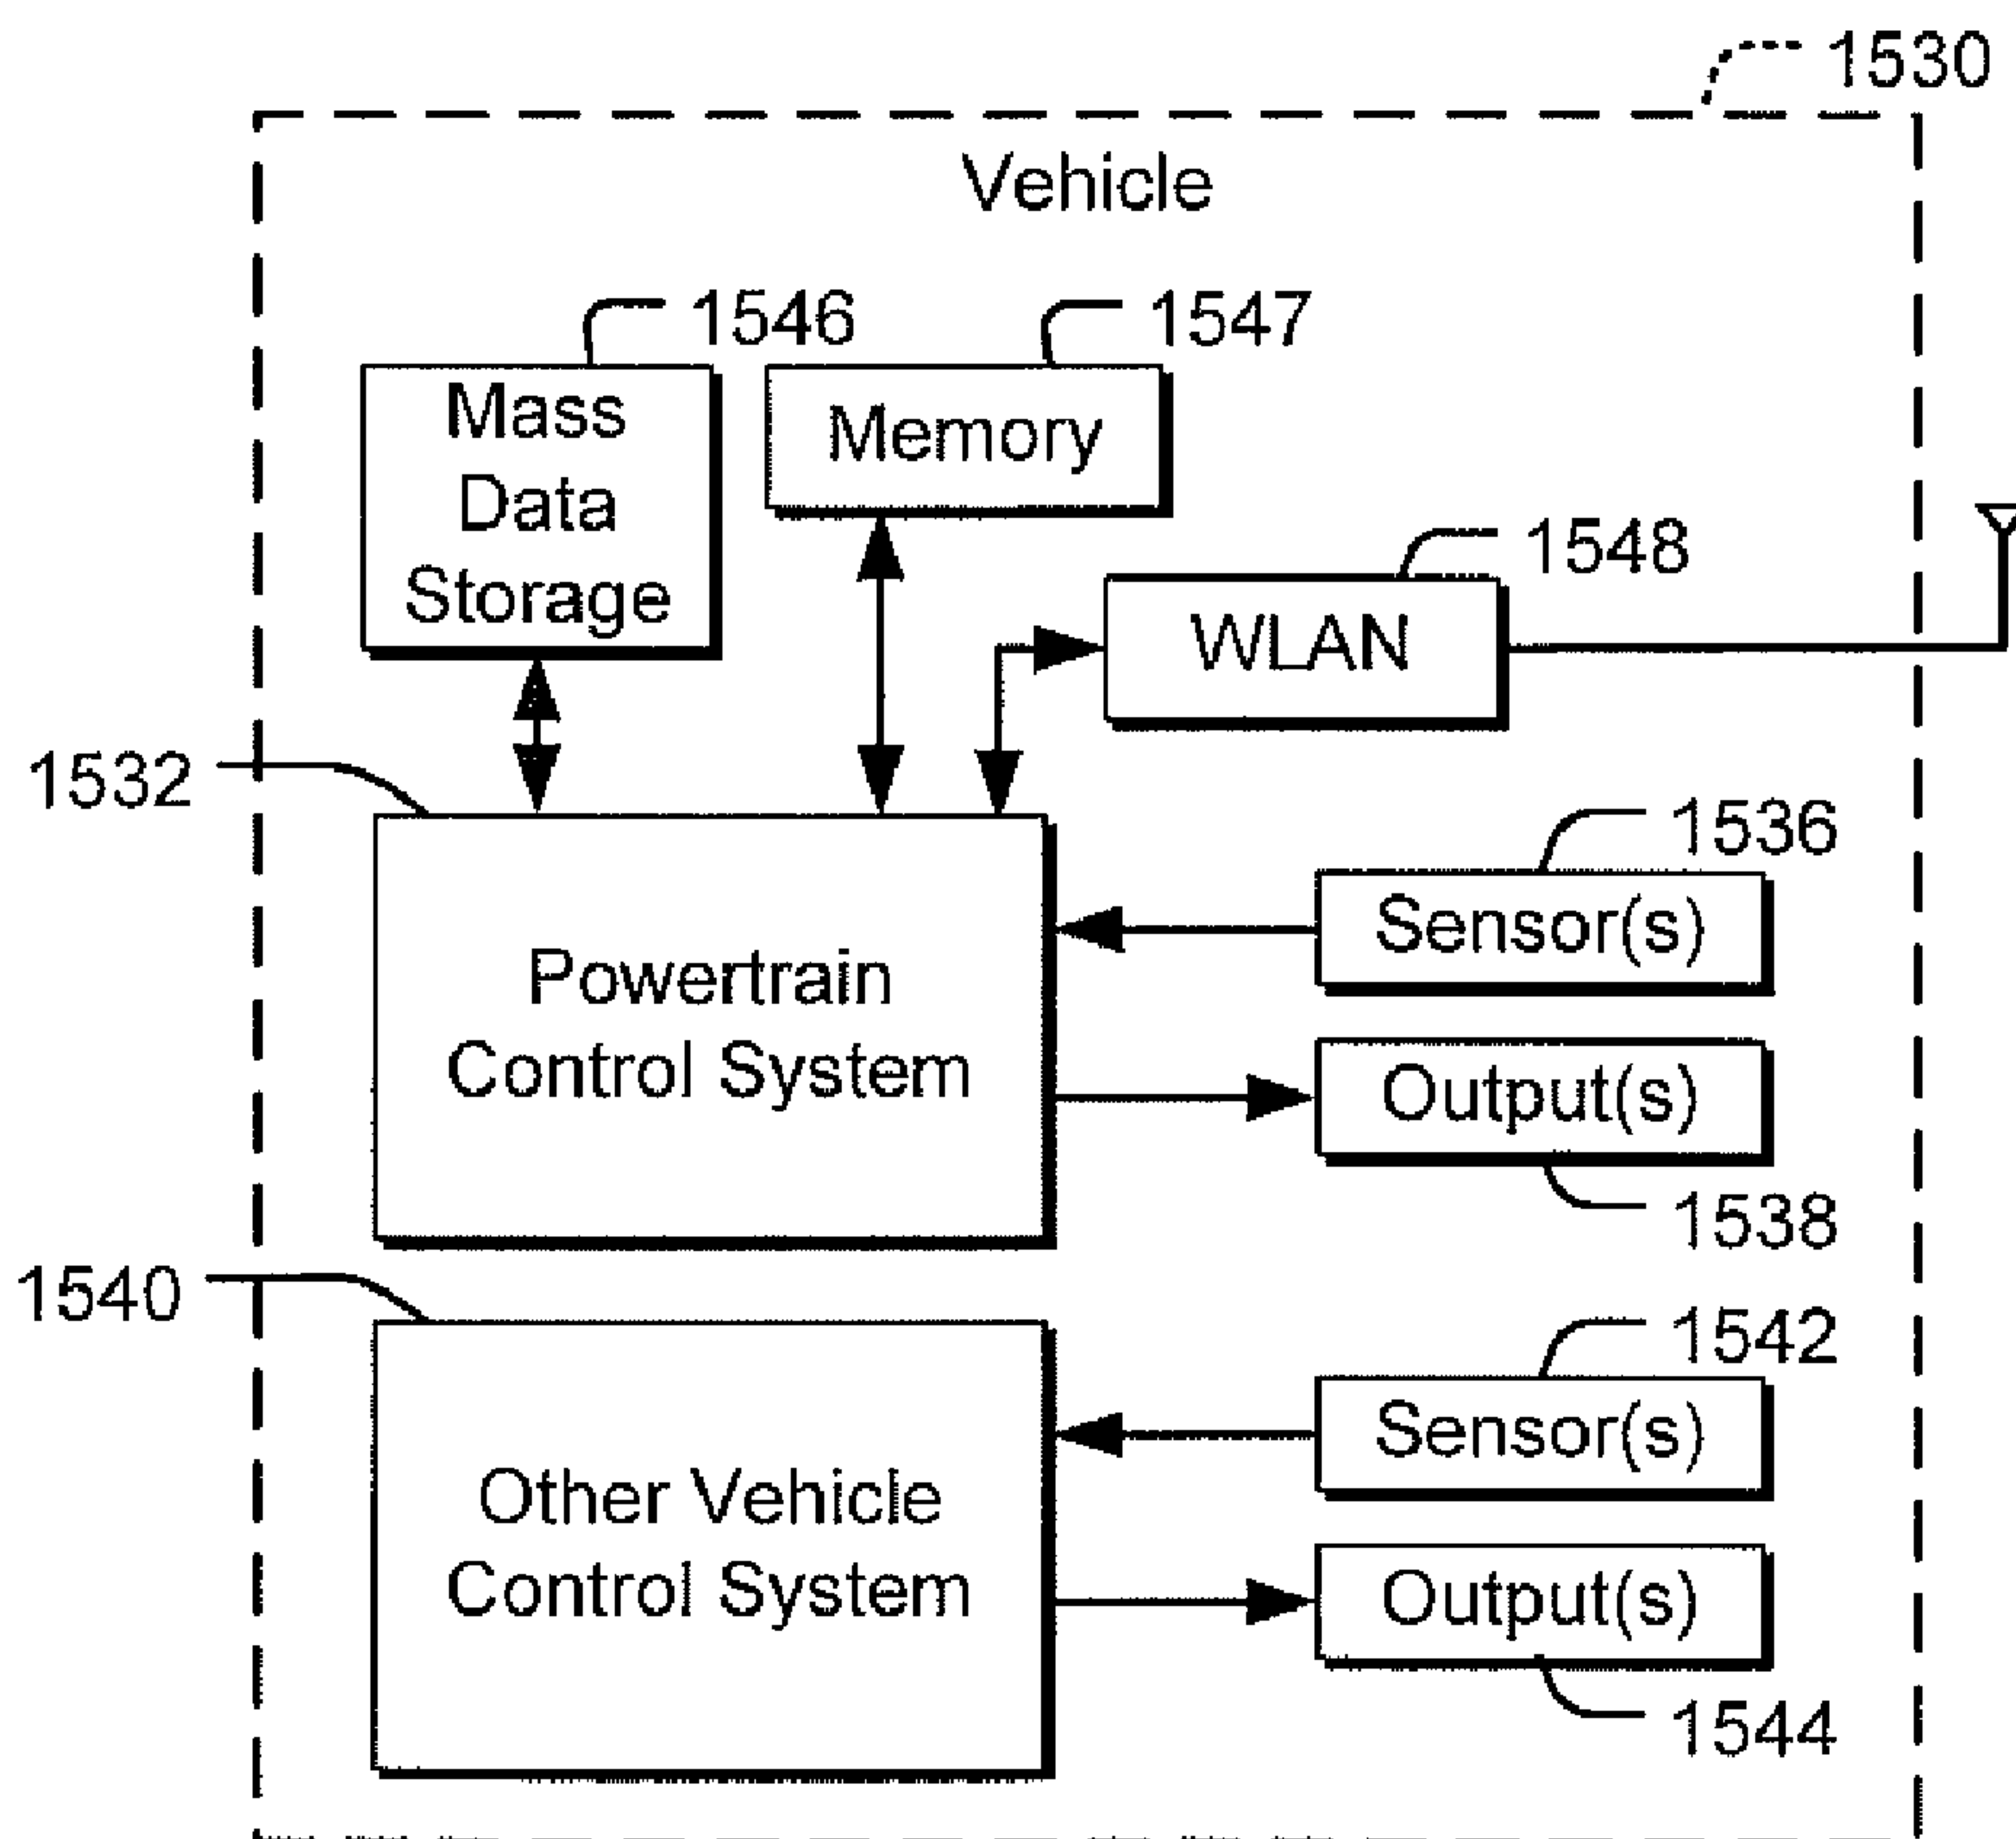 1530
Vehicle
1546
1547
Mass
Data
Storage
Memory
1548
WLAN
1532
1536
Sensor(s)
Powertrain
Control System
Output(s)
1538
1540
1542
Sensor(s)
Other Vehicle
Control System
Output(s)
1544